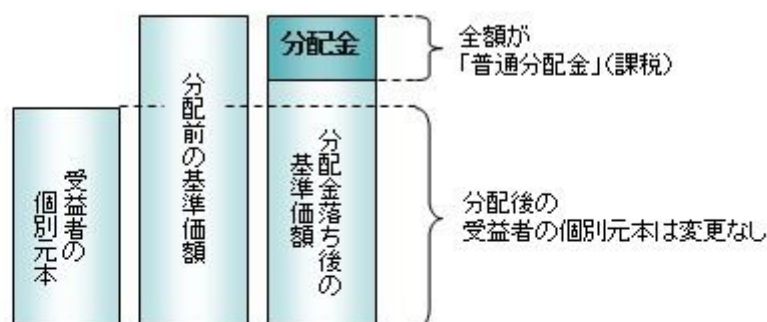 受益者の
個別元本
分配前の基準価額
分配金
分配金落ち後の
基準価額
全額が
「普通分配金」(課税)
分配後の
受益者の個別元本は変更なし